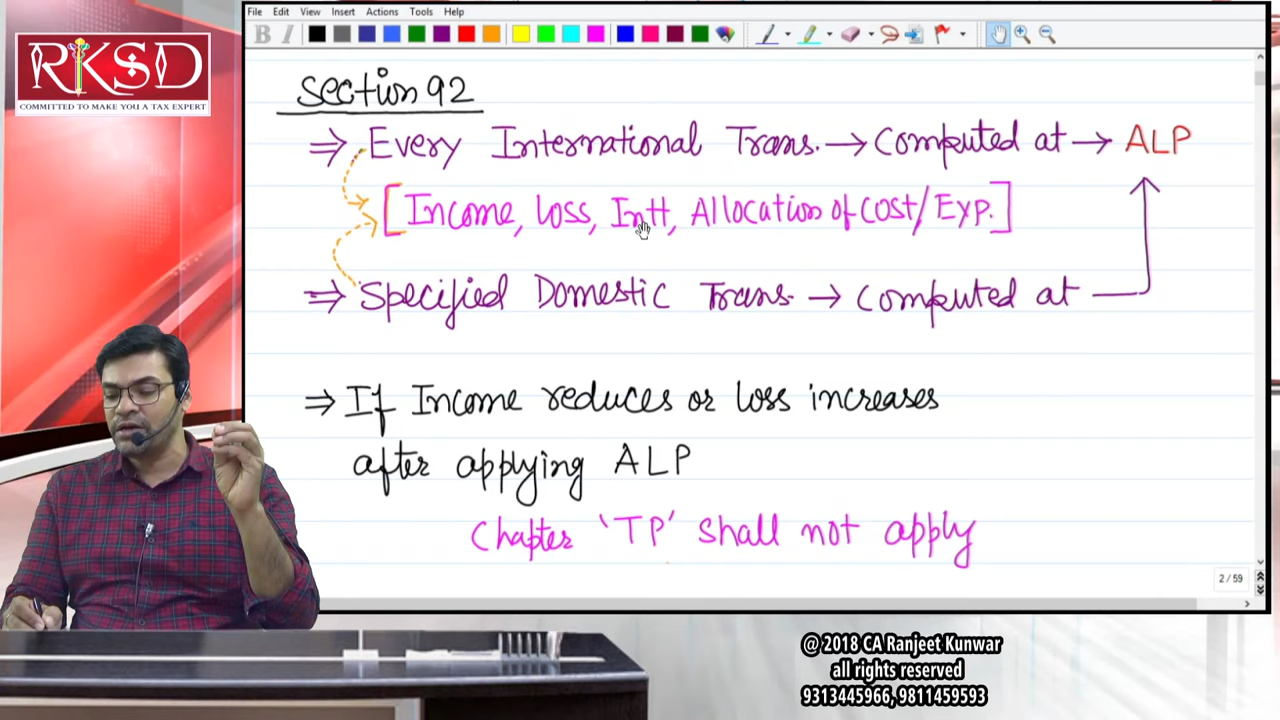 File Edit View Insert Actions Tools Help
RKSD
COMMITTED TO MAKE YOU A TAX EXPERT
B I
Section 92
⇒ Every International Trans. → Computed at → ALP
[Income, Loss, Intt, Allocation of Cost/Exp.]
⇒ Specified Domestic Trans. → Computed at
⇒ If Income reduces or loss increases
after applying ALP
Chapter 'TP' shall not apply
2 / 59
@ 2018 CA Ranjeet Kunwar
all rights reserved
9313445966, 9811459593